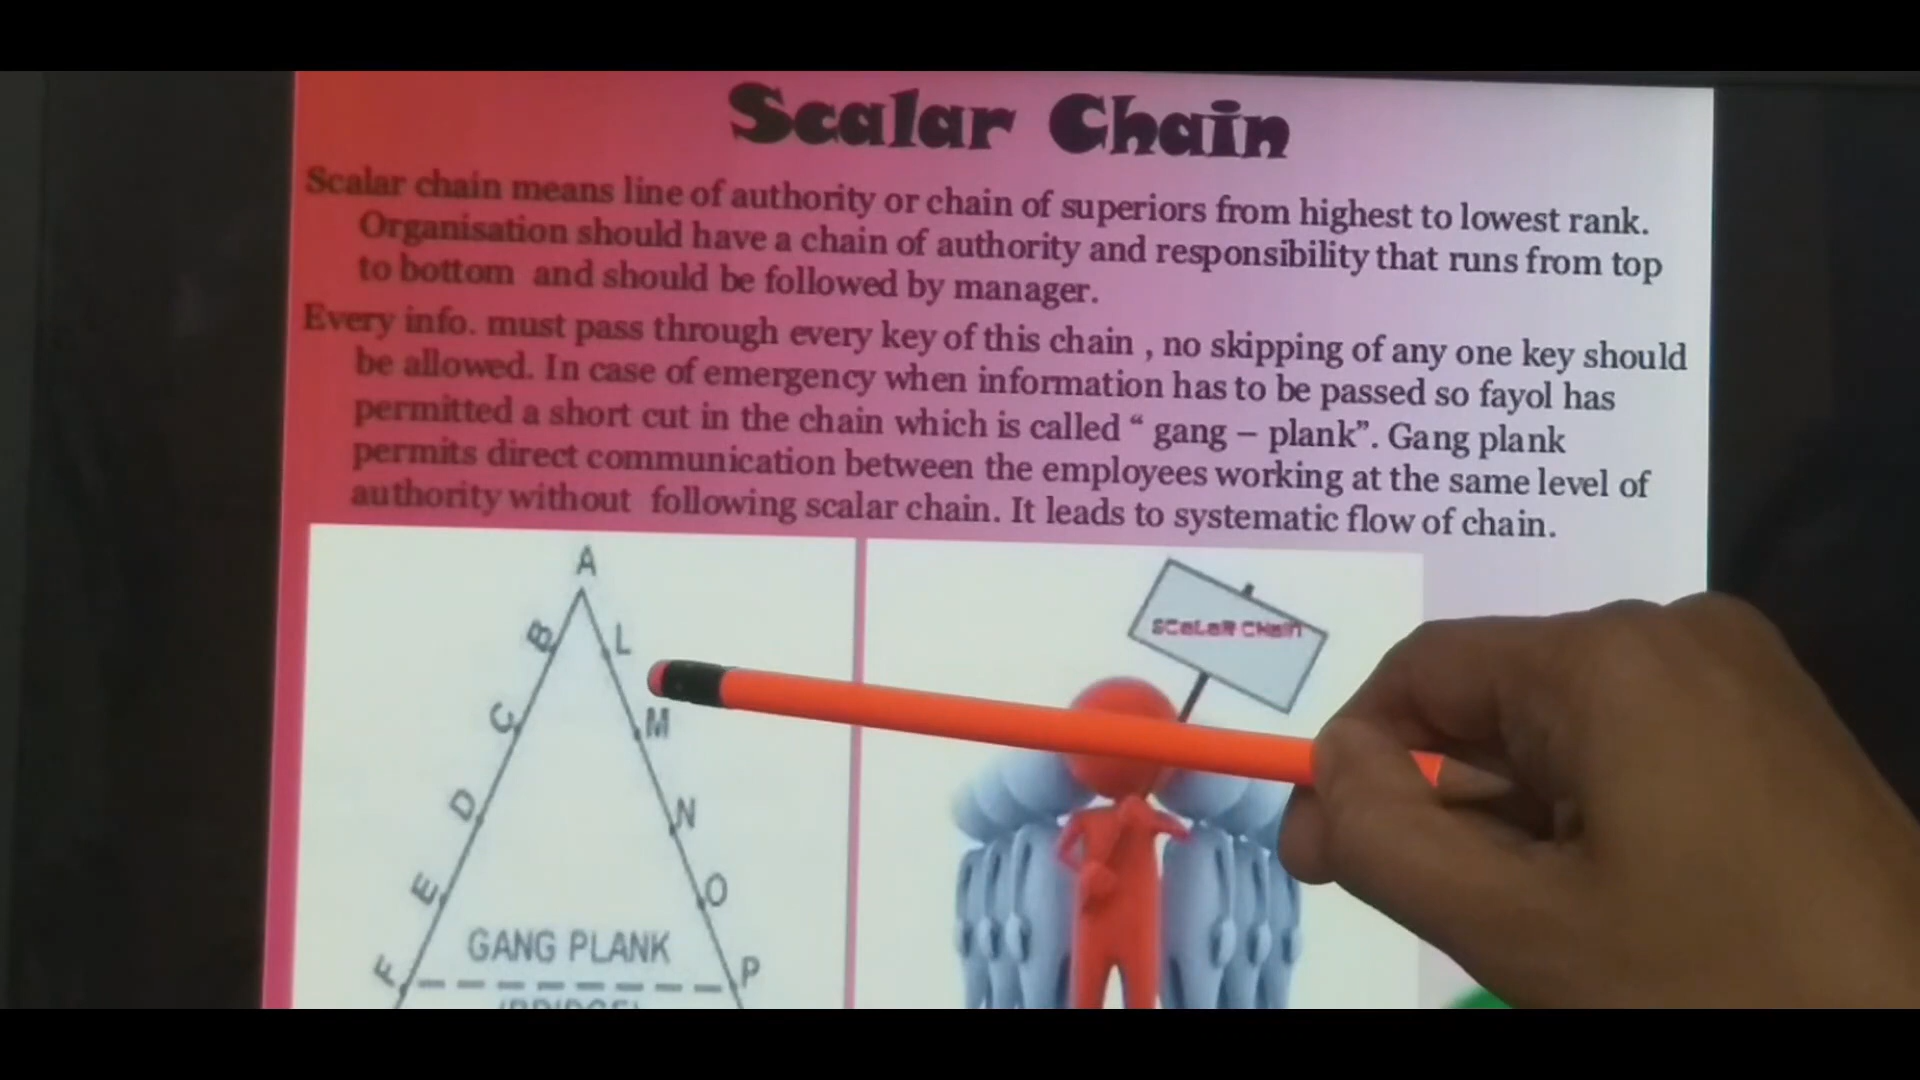 Scalar Chain
Scalar chain means line of authority or chain of superiors from highest to lowest rank.
Organisation should have a chain of authority and responsibility that runs from top
to bottom and should be followed by manager.
Every info. must pass through every key of this chain , no skipping of any one key should
be allowed. In case of emergency when information has to be passed so fayol has
permitted a short cut in the chain which is called “ gang – plank”. Gang plank
permits direct communication between the employees working at the same level of
authority without following scalar chain. It leads to systematic flow of chain.
A
B
L
C
M
D
N
E
O
F
P
GANG PLANK
SCALAR CHAIN